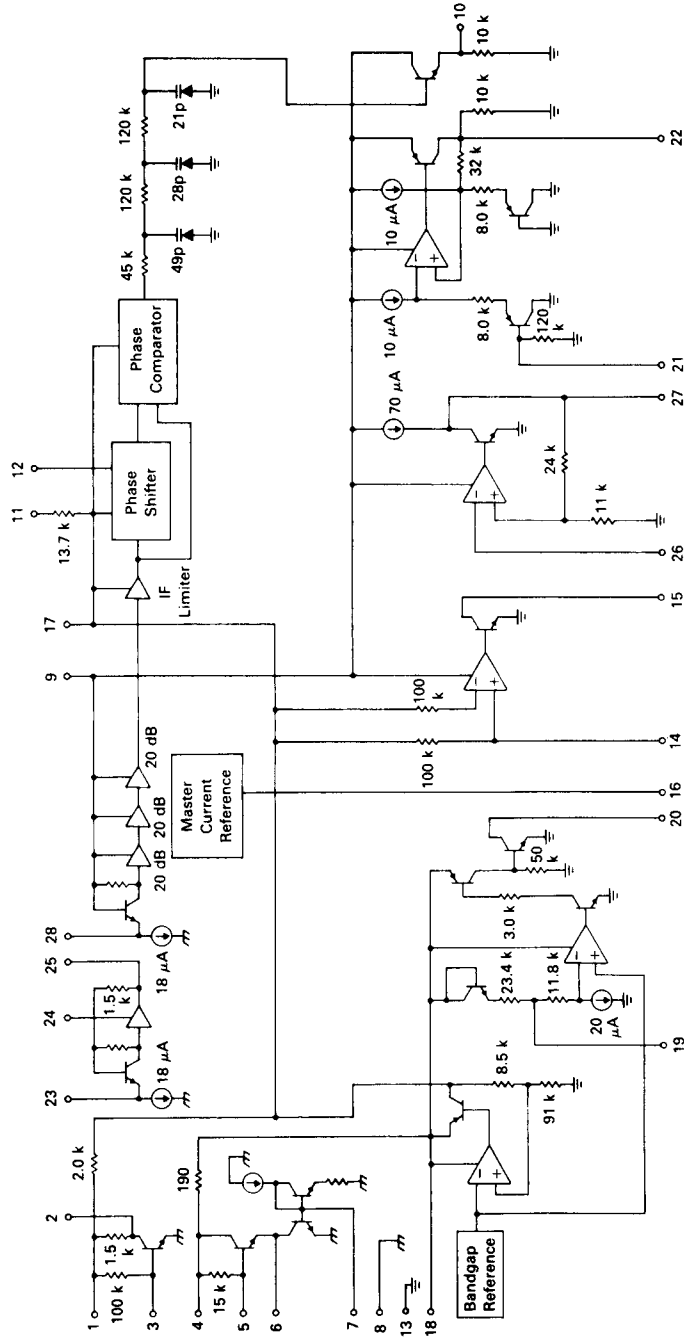 11
12
13.7 k
Phase
Shifter
Phase
Comparator
45 k
120 k
120 k
49p
28p
21p
17
9
IF
Limiter
23
24
25
28
1.5
k
18 µA
18 µA
20 dB
20 dB
20 dB
Master
Current
Reference
2
2.0 k
1.5
k
100 k
1
3
4
5
6
7
8
13
18
190
15 k
100 k
100
k
–
+
70 µA
–
+
24 k
11 k
10 µA
10 µA
–
+
8.0 k
120
k
8.0 k
32 k
10 k
10 k
10
Bandgap
Reference
–
+
8.5 k
91 k
23.4 k
11.8 k
20
µA
3.0 k
–
+
50
k
19
20
16
14
15
26
27
21
22